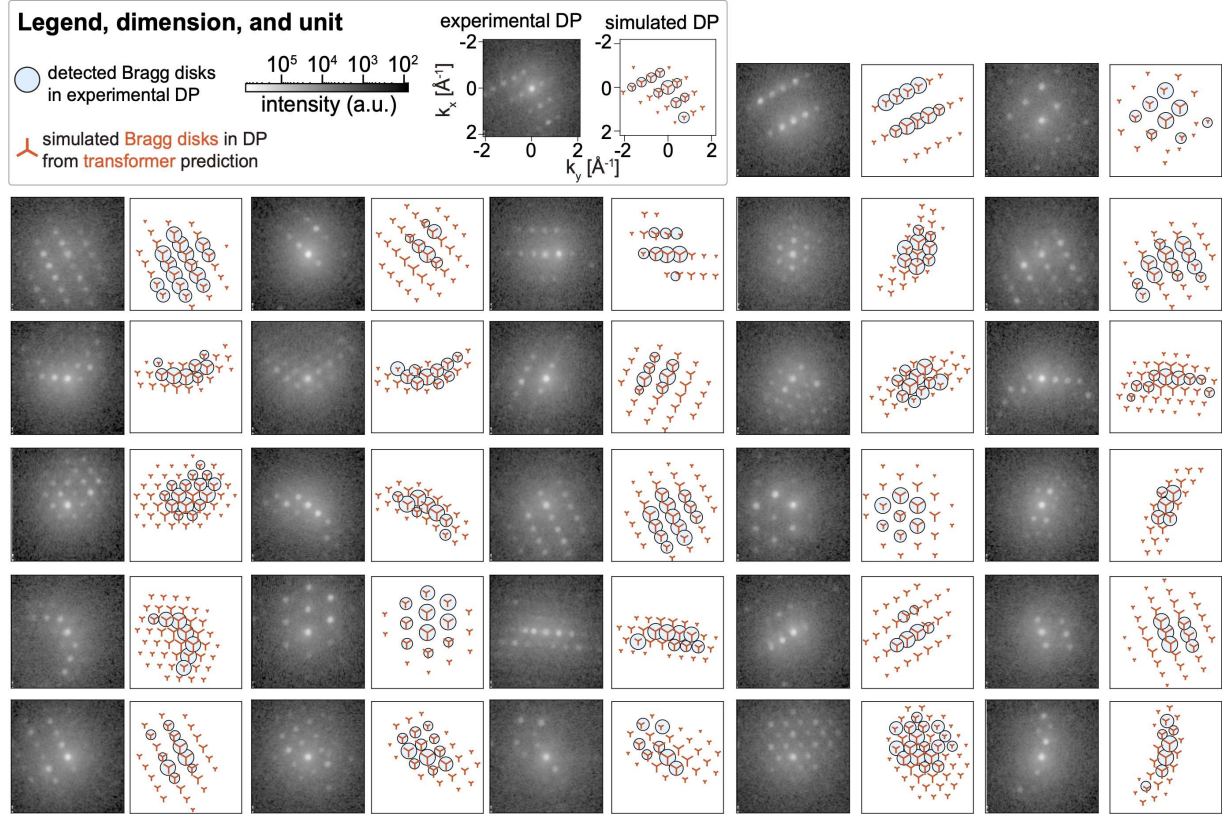 Legend, dimension, and unit
experimental DP
simulated DP
detected Bragg disks
in experimental DP
10⁵ 10⁴ 10³ 10²
intensity (a.u.)
simulated Bragg disks in DP
from transformer prediction
-2
0
2
kₓ [Å⁻¹]
-2 0 2
-2
0
2
-2 0 2
k_y [Å⁻¹]